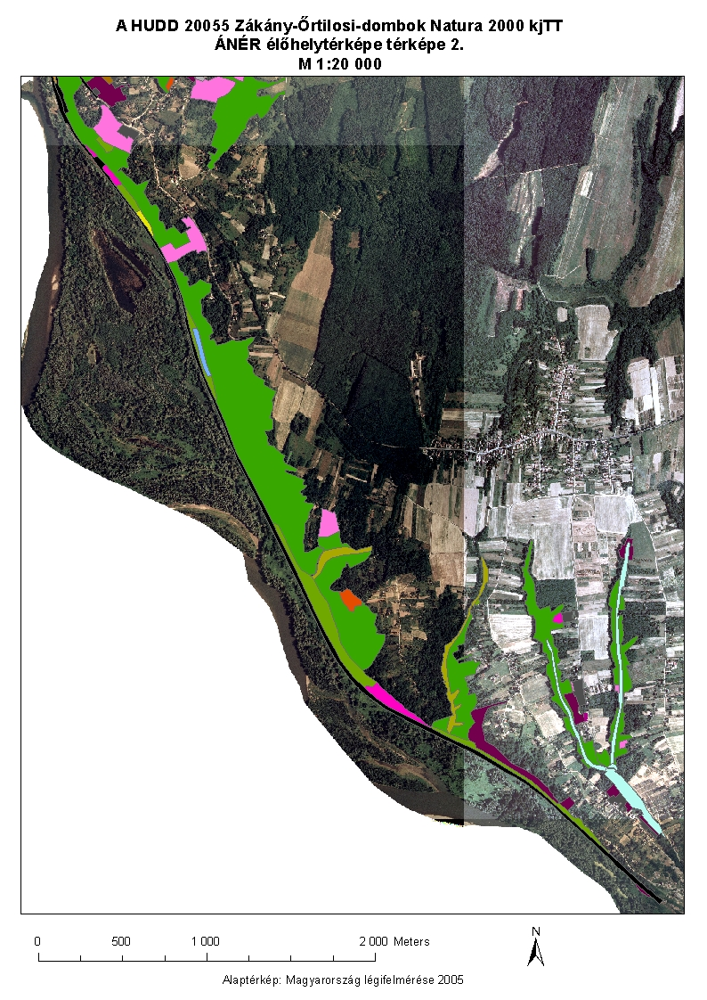 A HUDD 20055 Zákány-Őrtilosi-dombok Natura 2000 kjTT
ÁNÉR élőhelytérképe térképe 2.
M 1:20 000
0 500 1 000 2 000 Meters
N
Alaptérkép: Magyarország légifelmérése 2005